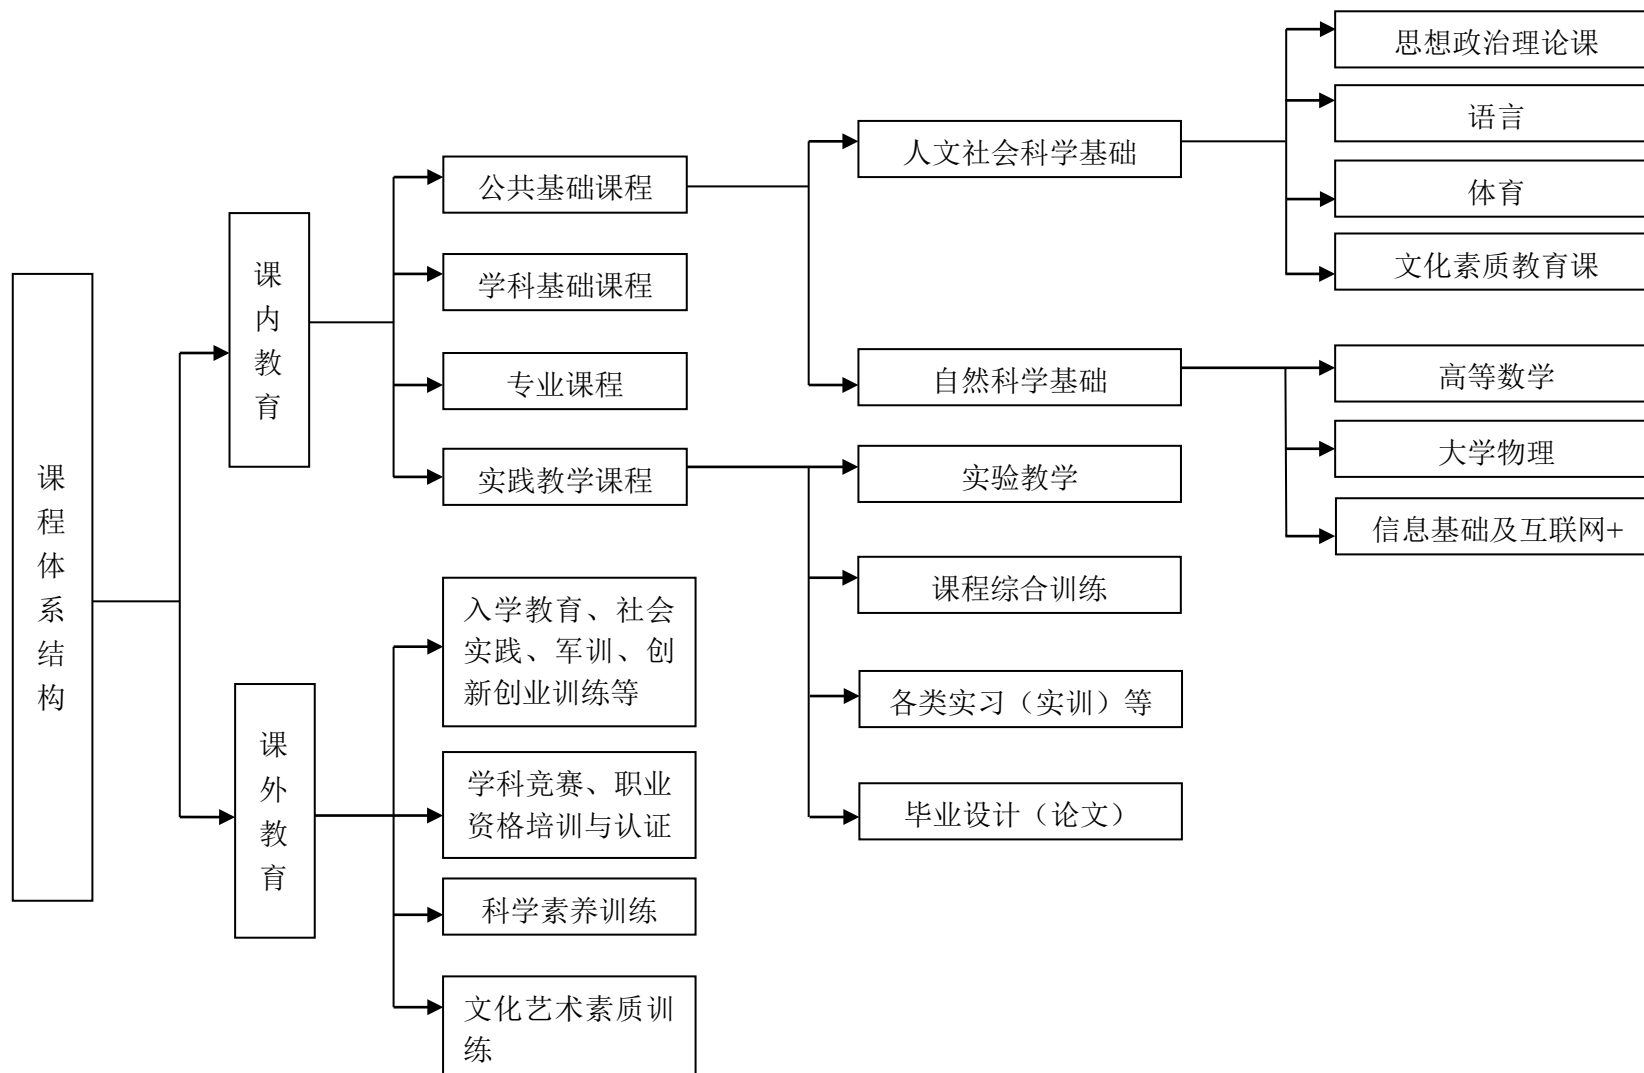 课程体系结构
课内教育
课外教育
公共基础课程
学科基础课程
专业课程
实践教学课程
入学教育、社会
实践、军训、创
新创业训练等
学科竞赛、职业
资格培训与认证
科学素养训练
文化艺术素质训
练
人文社会科学基础
自然科学基础
实验教学
课程综合训练
各类实习（实训）等
毕业设计（论文）
思想政治理论课
语言
体育
文化素质教育课
高等数学
大学物理
信息基础及互联网+